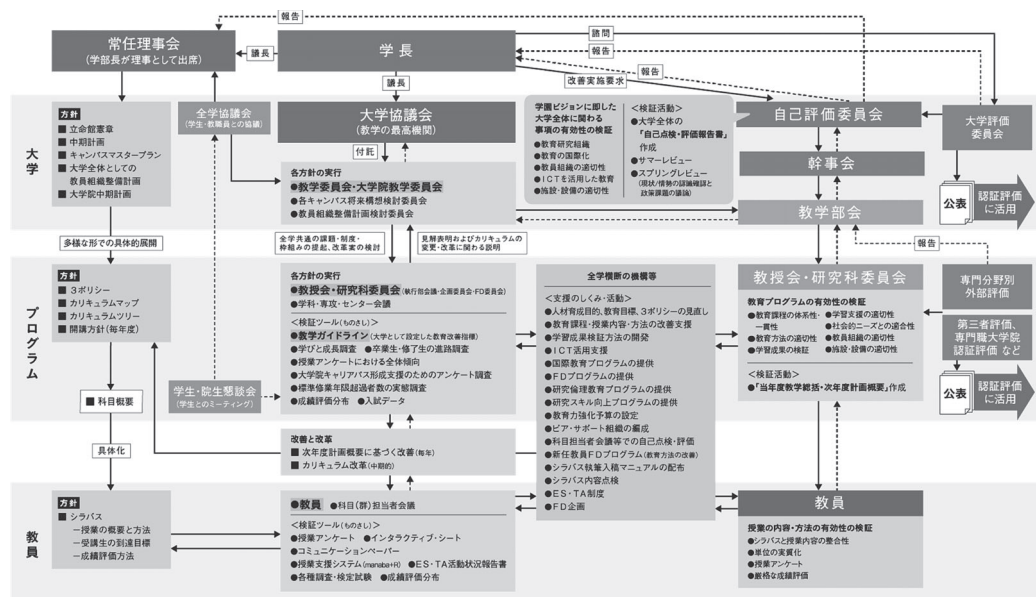 報告
常任理事会
(学部長が理事として出席)
議長
学長
諮問
報告
報告
改善実施要求
議長
大学
方針
■ 立命館憲章
■ 中期計画
■ キャンパスマスタープラン
■ 大学全体としての
教員組織整備計画
■ 大学院中期計画
全学協議会
(学生・教職員との協議)
大学協議会
(教学の最高機関)
付託
各方針の実行
●教学委員会・大学院教学委員会
●各キャンパス将来構想検討委員会
●教員組織整備計画検討委員会
学園ビジョンに即した
大学全体に関わる
事項の有効性の検証
●教育研究組織
●教育の国際化
●教員組織の適切性
●ICTを活用した教育
●施設・設備の適切性
<検証活動>
●大学全体の
「自己点検・評価報告書」
作成
●サマーレビュー
●スプリングレビュー
(現状/情勢の認識確認と
政策課題の議論)
自己評価委員会
幹事会
教学部会
大学評価
委員会
公表
認証評価
に活用
多様な形での具体的展開
全学共通の課題・制度・
枠組みの提起、改革案の検討
見解表明およびカリキュラムの
変更・改革に関わる説明
報告
プログラム
方針
■ 3ポリシー
■ カリキュラムマップ
■ カリキュラムツリー
■ 開講方針(毎年度)
■ 科目概要
具体化
学生・院生懇談会
(学生とのミーティング)
各方針の実行
●教授会・研究科委員会(執行部会議・企画委員会・FD委員会)
●学科・専攻・センター会議
<検証ツール(ものさし)>
●教学ガイドライン(大学として設定した教育改善指標)
●学びと成長調査 ●卒業生・修了生の進路調査
●授業アンケートにおける全体傾向
●大学院キャリアパス形成支援のためのアンケート調査
●標準修業年限超過者数の実態調査
●成績評価分布 ●入試データ
改善と改革
■ 次年度計画概要に基づく改善(毎年)
■ カリキュラム改革(中期的)
全学横断の機構等
<支援のしくみ・活動>
●人材育成目的、教育目標、3ポリシーの見直し
●教育課程・授業内容・方法の改善支援
●学習成果検証方法の開発
●ICT活用支援
●国際教育プログラムの提供
●FDプログラムの提供
●研究倫理教育プログラムの提供
●研究スキル向上プログラムの提供
●教育力強化予算の設定
●ピア・サポート組織の編成
●科目担当者会議等での自己点検・評価
●新任教員FDプログラム(教育方法の改善)
●シラバス執筆入稿マニュアルの配布
●シラバス内容点検
●ES・TA制度
●FD企画
教授会・研究科委員会
教育プログラムの有効性の検証
●教育課程の体系性・
一貫性
●教育方法の適切性
●学習成果の検証
●学習支援の適切性
●社会的ニーズとの適合性
●教員組織の適切性
●施設・設備の適切性
<検証活動>
●「当年度教学総括・次年度計画概要」作成
専門分野別
外部評価
第三者評価、
専門職大学院
認証評価 など
公表
認証評価
に活用
教員
方針
■ シラバス
－授業の概要と方法
－受講生の到達目標
－成績評価方法
●教員 ●科目(群)担当者会議
<検証ツール(ものさし)>
●授業アンケート ●インタラクティブ・シート
●コミュニケーションペーパー
●授業支援システム(manaba+R) ●ES・TA活動状況報告書
●各種調査・検定試験 ●成績評価分布
教員
授業の内容・方法の有効性の検証
●シラバスと授業内容の整合性
●単位の実質化
●授業アンケート
●厳格な成績評価